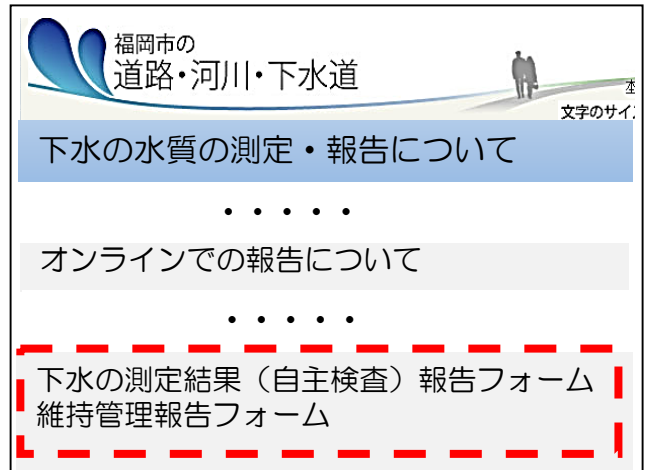 福岡市の
道路・河川・下水道
文字のサイ
下水の水質の測定・報告について
・・・・・
オンラインでの報告について
・・・・・
下水の測定結果（自主検査）報告フォーム
維持管理報告フォーム